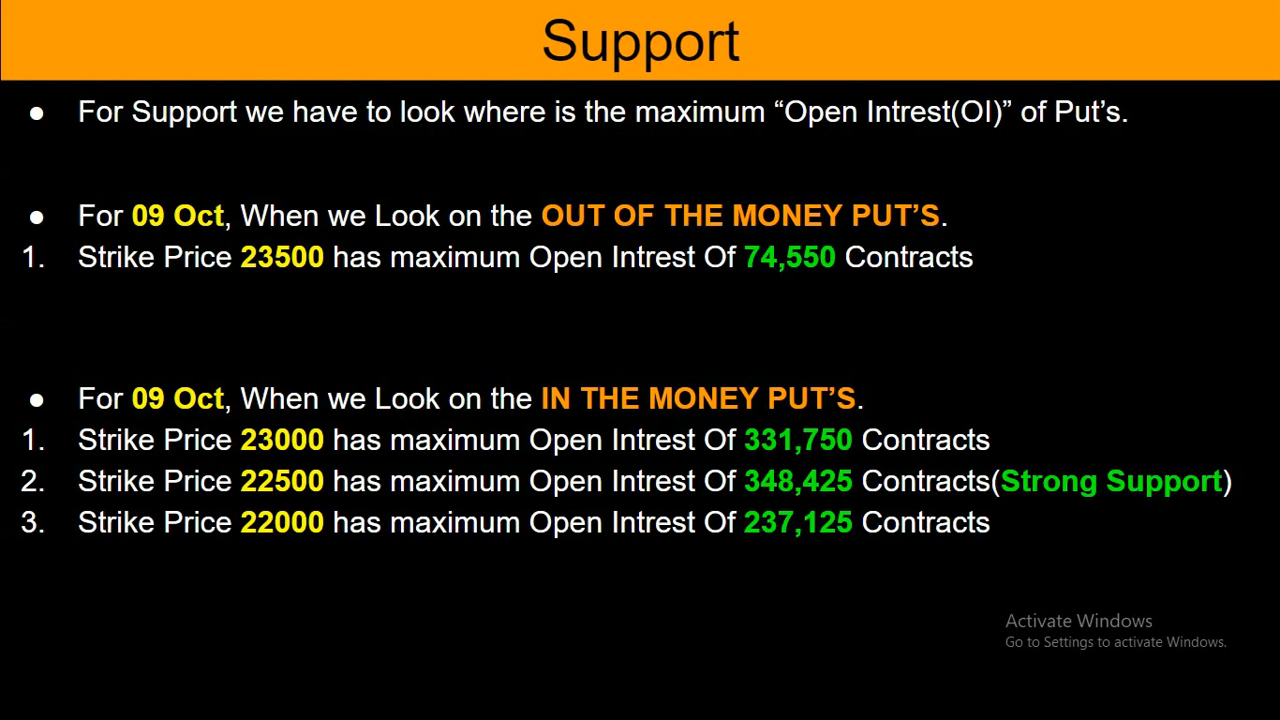 Support
● For Support we have to look where is the maximum “Open Intrest(OI)” of Put’s.
● For 09 Oct, When we Look on the OUT OF THE MONEY PUT’S.
1. Strike Price 23500 has maximum Open Intrest Of 74,550 Contracts
● For 09 Oct, When we Look on the IN THE MONEY PUT’S.
1. Strike Price 23000 has maximum Open Intrest Of 331,750 Contracts
2. Strike Price 22500 has maximum Open Intrest Of 348,425 Contracts(Strong Support)
3. Strike Price 22000 has maximum Open Intrest Of 237,125 Contracts
Activate Windows
Go to Settings to activate Windows.